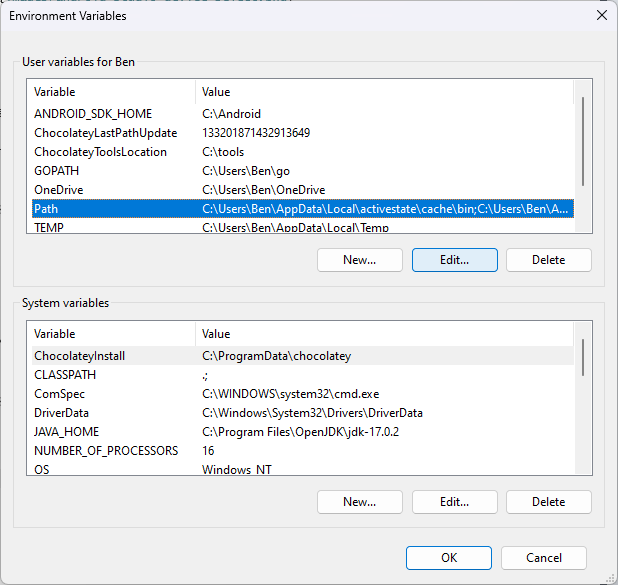 Environment Variables
User variables for Ben
Variable Value
ANDROID_SDK_HOME C:\Android
ChocolateyLastPathUpdate 133201871432913649
ChocolateyToolsLocation C:\tools
GOPATH C:\Users\Ben\go
OneDrive C:\Users\Ben\OneDrive
Path C:\Users\Ben\AppData\Local\activestate\cache\bin;C:\Users\Ben\A...
TEMP C:\Users\Ben\AppData\Local\Temp
New... Edit... Delete
System variables
Variable Value
ChocolateyInstall C:\ProgramData\chocolatey
CLASSPATH .;
ComSpec C:\WINDOWS\system32\cmd.exe
DriverData C:\Windows\System32\Drivers\DriverData
JAVA_HOME C:\Program Files\OpenJDK\jdk-17.0.2
NUMBER_OF_PROCESSORS 16
OS Windows_NT
New... Edit... Delete
OK Cancel